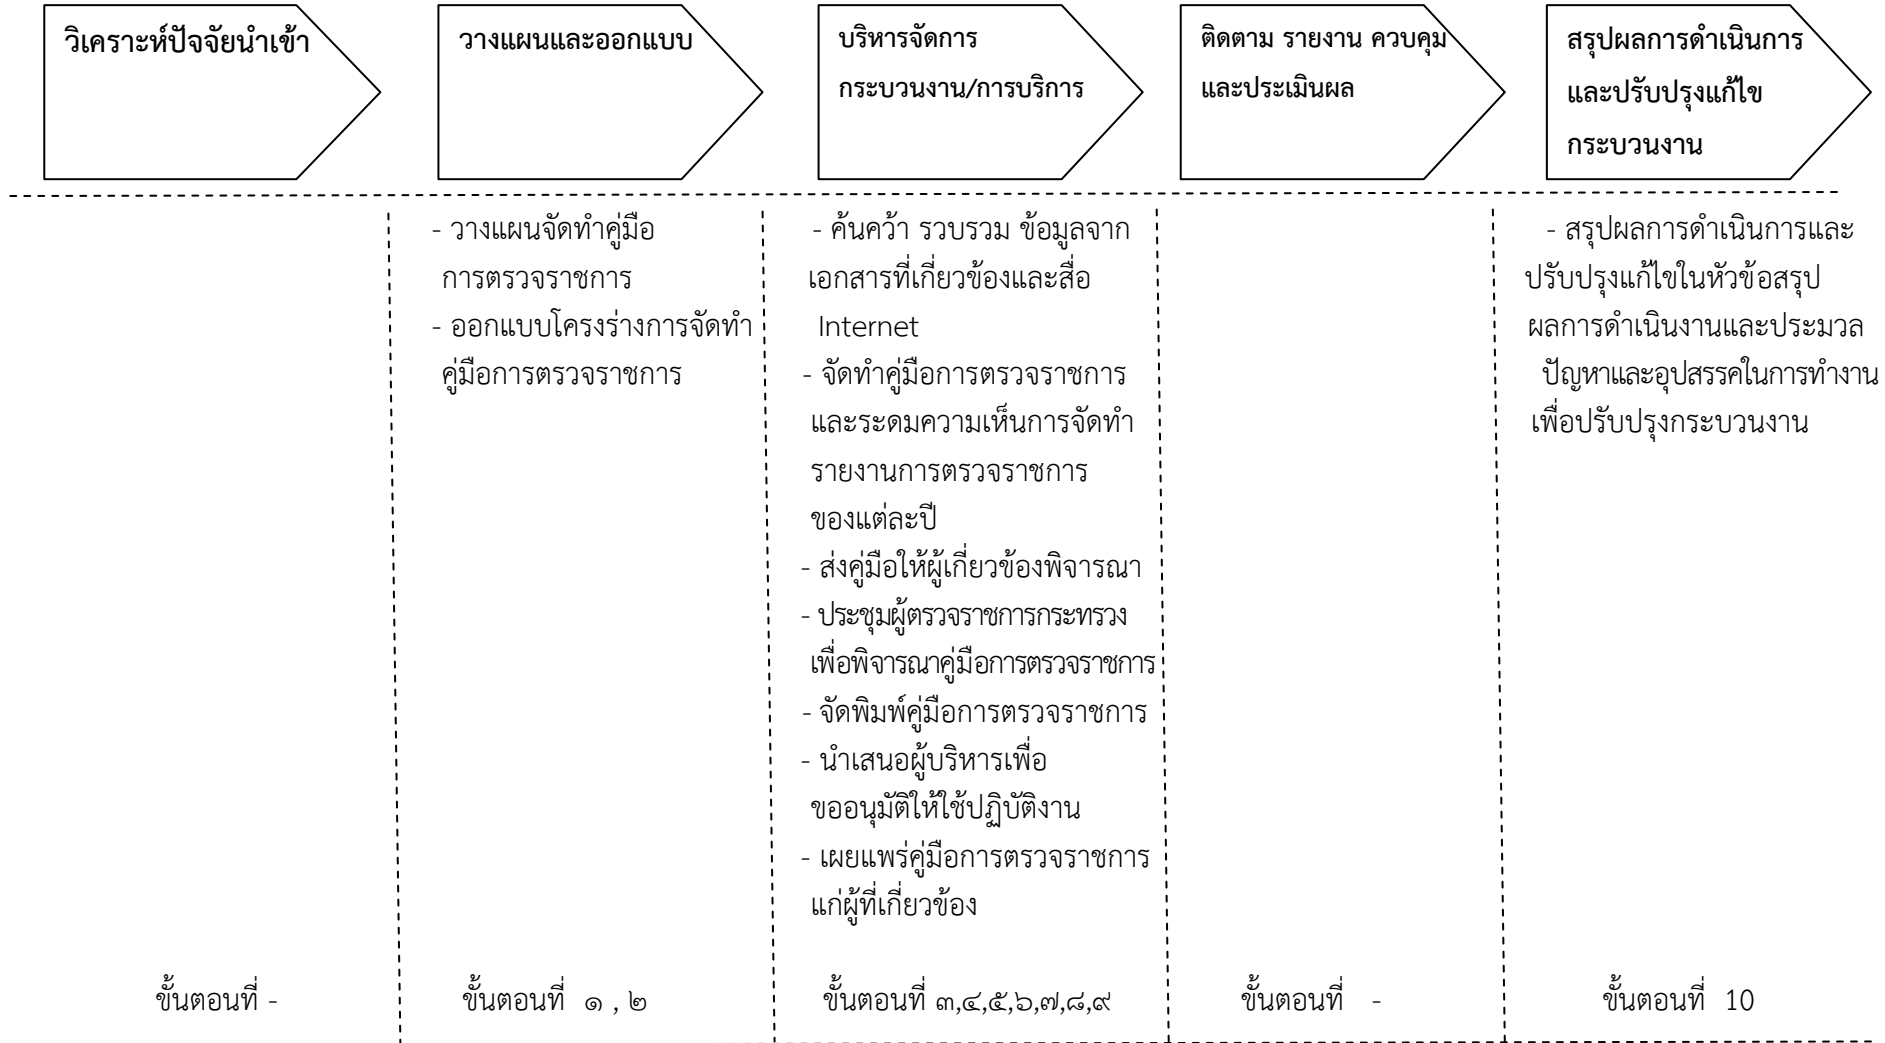 วิเคราะห์ปัจจัยนำเข้า
วางแผนและออกแบบ
บริหารจัดการ
กระบวนงาน/การบริการ
ติดตาม รายงาน ควบคุม
และประเมินผล
สรุปผลการดำเนินการ
และปรับปรุงแก้ไข
กระบวนงาน
- วางแผนจัดทำคู่มือ
การตรวจราชการ
- ออกแบบโครงร่างการจัดทำ
คู่มือการตรวจราชการ
- ค้นคว้า รวบรวม ข้อมูลจาก
เอกสารที่เกี่ยวข้องและสื่อ
Internet
- จัดทำคู่มือการตรวจราชการ
และระดมความเห็นการจัดทำ
รายงานการตรวจราชการ
ของแต่ละปี
- ส่งคู่มือให้ผู้เกี่ยวข้องพิจารณา
- ประชุมผู้ตรวจราชการกระทรวง
เพื่อพิจารณาคู่มือการตรวจราชการ
- จัดพิมพ์คู่มือการตรวจราชการ
- นำเสนอผู้บริหารเพื่อ
ขออนุมัติให้ใช้ปฏิบัติงาน
- เผยแพร่คู่มือการตรวจราชการ
แก่ผู้ที่เกี่ยวข้อง
- สรุปผลการดำเนินการและ
ปรับปรุงแก้ไขในหัวข้อสรุป
ผลการดำเนินงานและประมวล
ปัญหาและอุปสรรคในการทำงาน
เพื่อปรับปรุงกระบวนงาน
ขั้นตอนที่ -
ขั้นตอนที่ ๑ , ๒
ขั้นตอนที่ ๓,๔,๕,๖,๗,๘,๙
ขั้นตอนที่ -
ขั้นตอนที่ 10